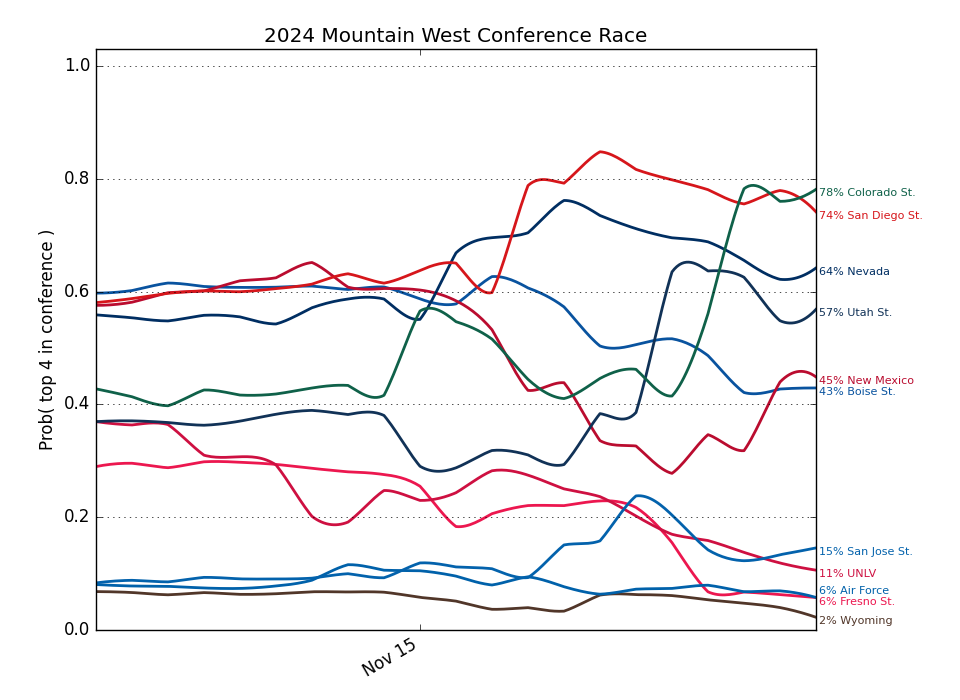 2024 Mountain West Conference Race
Prob( top 4 in conference )
1.0
0.8
0.6
0.4
0.2
0.0
Nov 15
78% Colorado St.
74% San Diego St.
64% Nevada
57% Utah St.
45% New Mexico
43% Boise St.
15% San Jose St.
11% UNLV
6% Air Force
6% Fresno St.
2% Wyoming